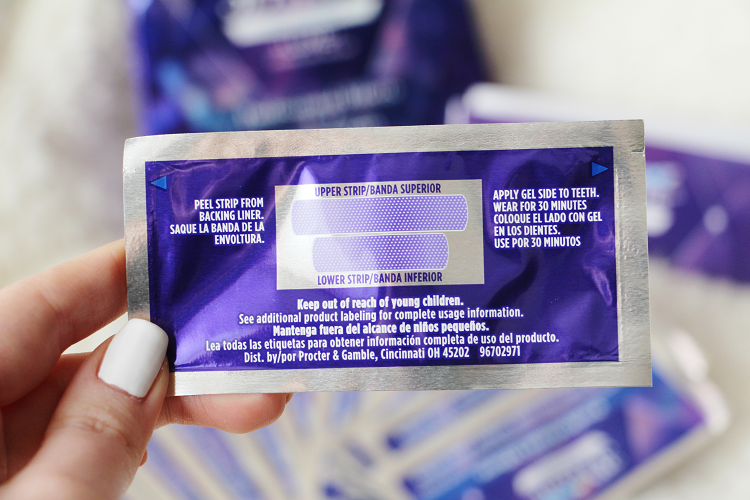 PEEL STRIP FROM
BACKING LINER.
SAQUE LA BANDA DE LA
ENVOLTURA.
UPPER STRIP/BANDA SUPERIOR
LOWER STRIP/BANDA INFERIOR
APPLY GEL SIDE TO TEETH.
WEAR FOR 30 MINUTES
COLOQUE EL LADO CON GEL
EN LOS DIENTES.
USE POR 30 MINUTOS
Keep out of reach of young children.
See additional product labeling for complete usage information.
Mantenga fuera del alcance de niños pequeños.
Lea todas las etiquetas para obtener información completa de uso del producto.
Dist. by/por Procter & Gamble, Cincinnati OH 45202 96702971